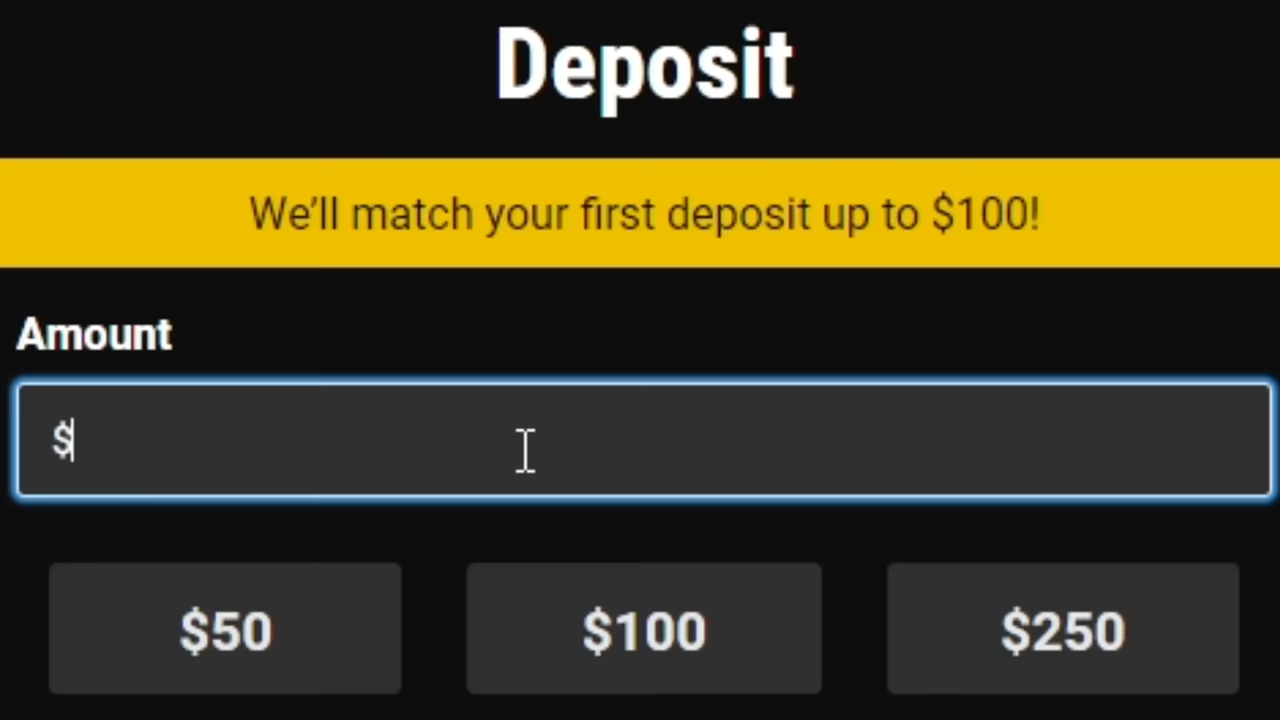 Deposit
We’ll match your first deposit up to $100!
Amount
$
$50 $100 $250